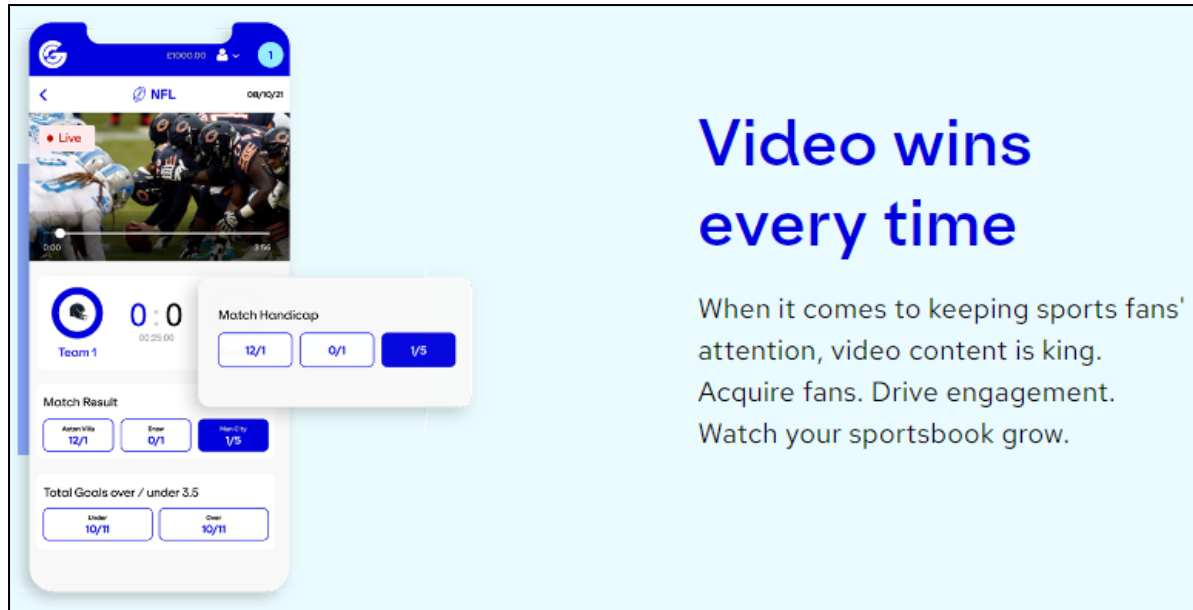 £1000.00
1
NFL
08/10/21
Live
0:00
3:56
0 : 0
00:25:00
Team 1
Match Handicap
12/1
0/1
1/5
Match Result
Aston Villa
12/1
Draw
0/1
Man City
1/5
Total Goals over / under 3.5
Under
10/11
Over
10/11
Video wins
every time
When it comes to keeping sports fans'
attention, video content is king.
Acquire fans. Drive engagement.
Watch your sportsbook grow.